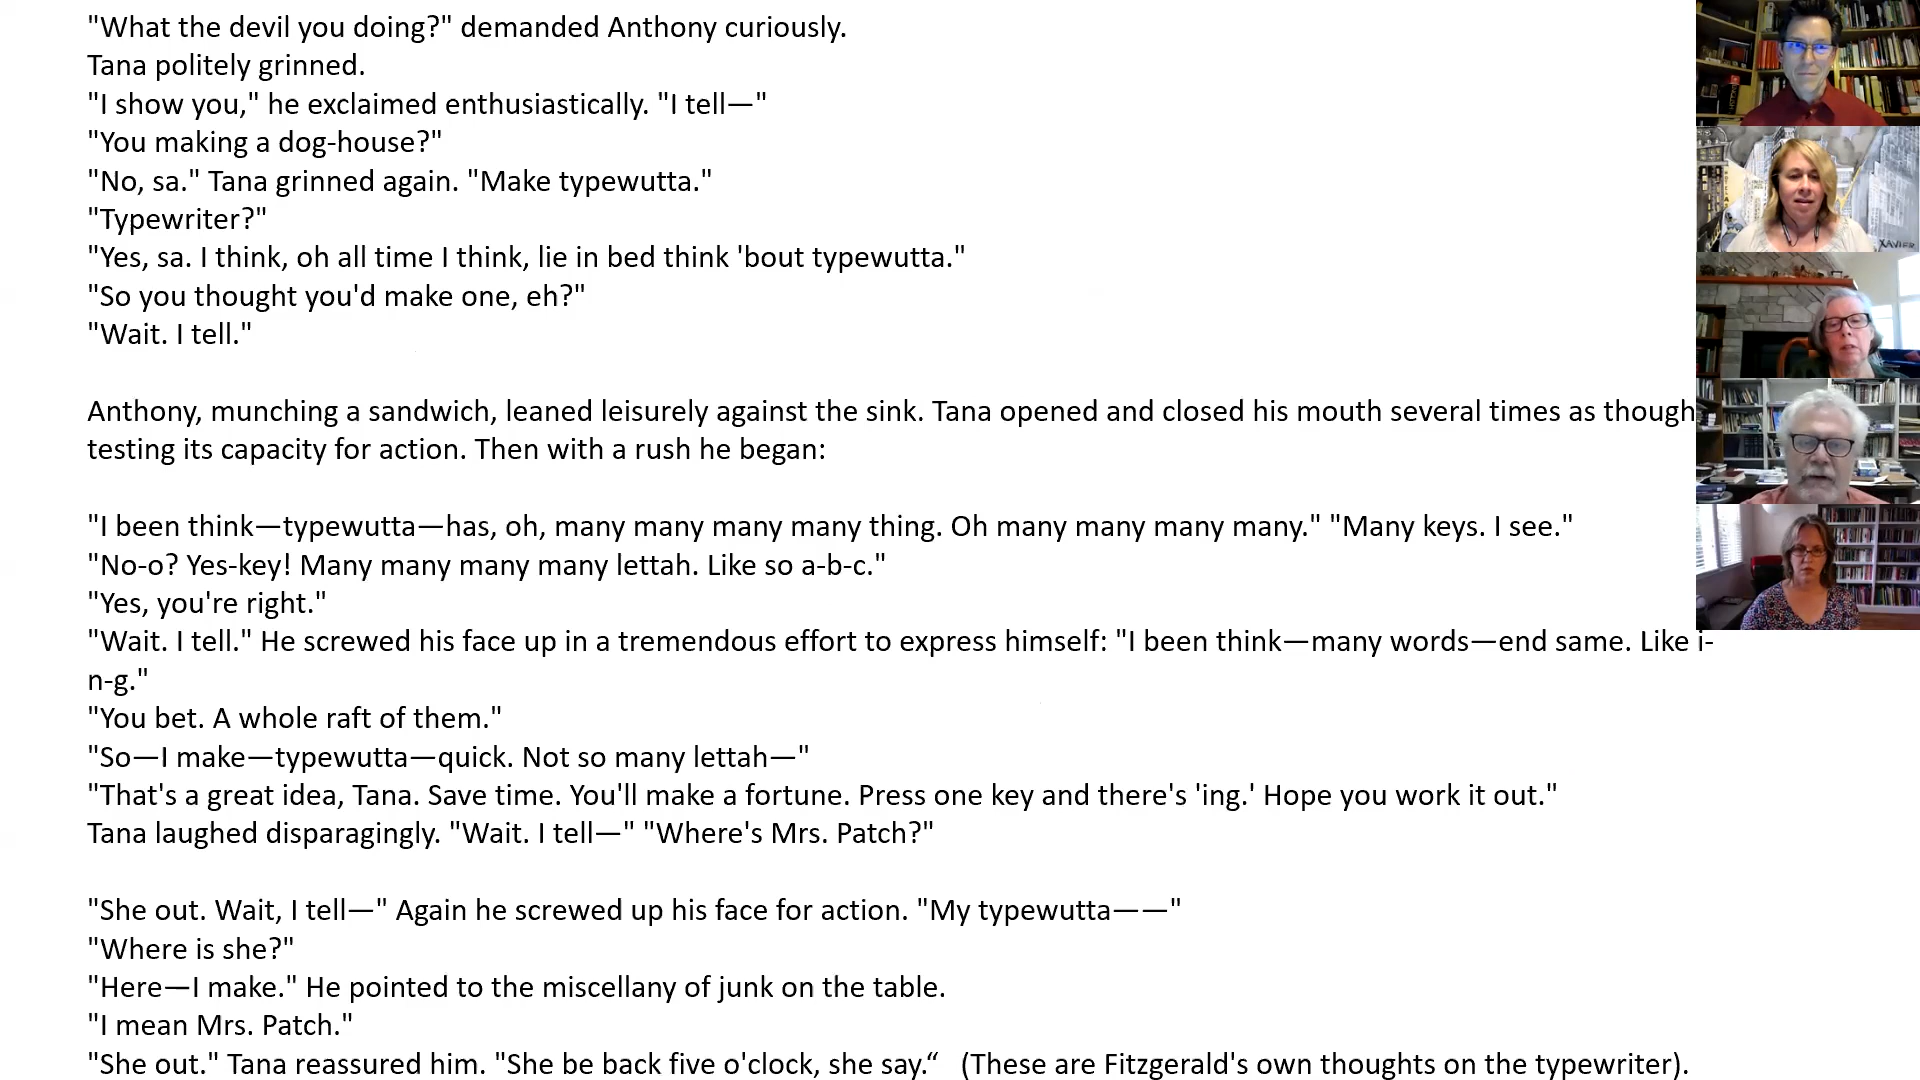 "What the devil you doing?" demanded Anthony curiously.
Tana politely grinned.
"I show you," he exclaimed enthusiastically. "I tell—"
"You making a dog-house?"
"No, sa." Tana grinned again. "Make typewutta."
"Typewriter?"
"Yes, sa. I think, oh all time I think, lie in bed think 'bout typewutta."
"So you thought you'd make one, eh?"
"Wait. I tell."
Anthony, munching a sandwich, leaned leisurely against the sink. Tana opened and closed his mouth several times as though
testing its capacity for action. Then with a rush he began:
"I been think—typewutta—has, oh, many many many many thing. Oh many many many many." "Many keys. I see."
"No-o? Yes-key! Many many many many lettah. Like so a-b-c."
"Yes, you're right."
"Wait. I tell." He screwed his face up in a tremendous effort to express himself: "I been think—many words—end same. Like i-
n-g."
"You bet. A whole raft of them."
"So—I make—typewutta—quick. Not so many lettah—"
"That's a great idea, Tana. Save time. You'll make a fortune. Press one key and there's 'ing.' Hope you work it out."
Tana laughed disparagingly. "Wait. I tell—" "Where's Mrs. Patch?"
"She out. Wait, I tell—" Again he screwed up his face for action. "My typewutta——"
"Where is she?"
"Here—I make." He pointed to the miscellany of junk on the table.
"I mean Mrs. Patch."
"She out." Tana reassured him. "She be back five o'clock, she say.“ (These are Fitzgerald's own thoughts on the typewriter).
XAVIER